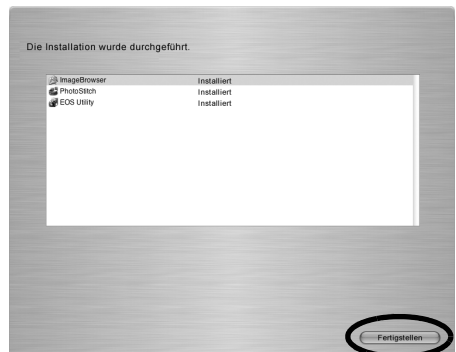 Die Installation wurde durchgeführt.
ImageBrowser Installiert
PhotoStitch Installiert
EOS Utility Installiert
Fertigstellen